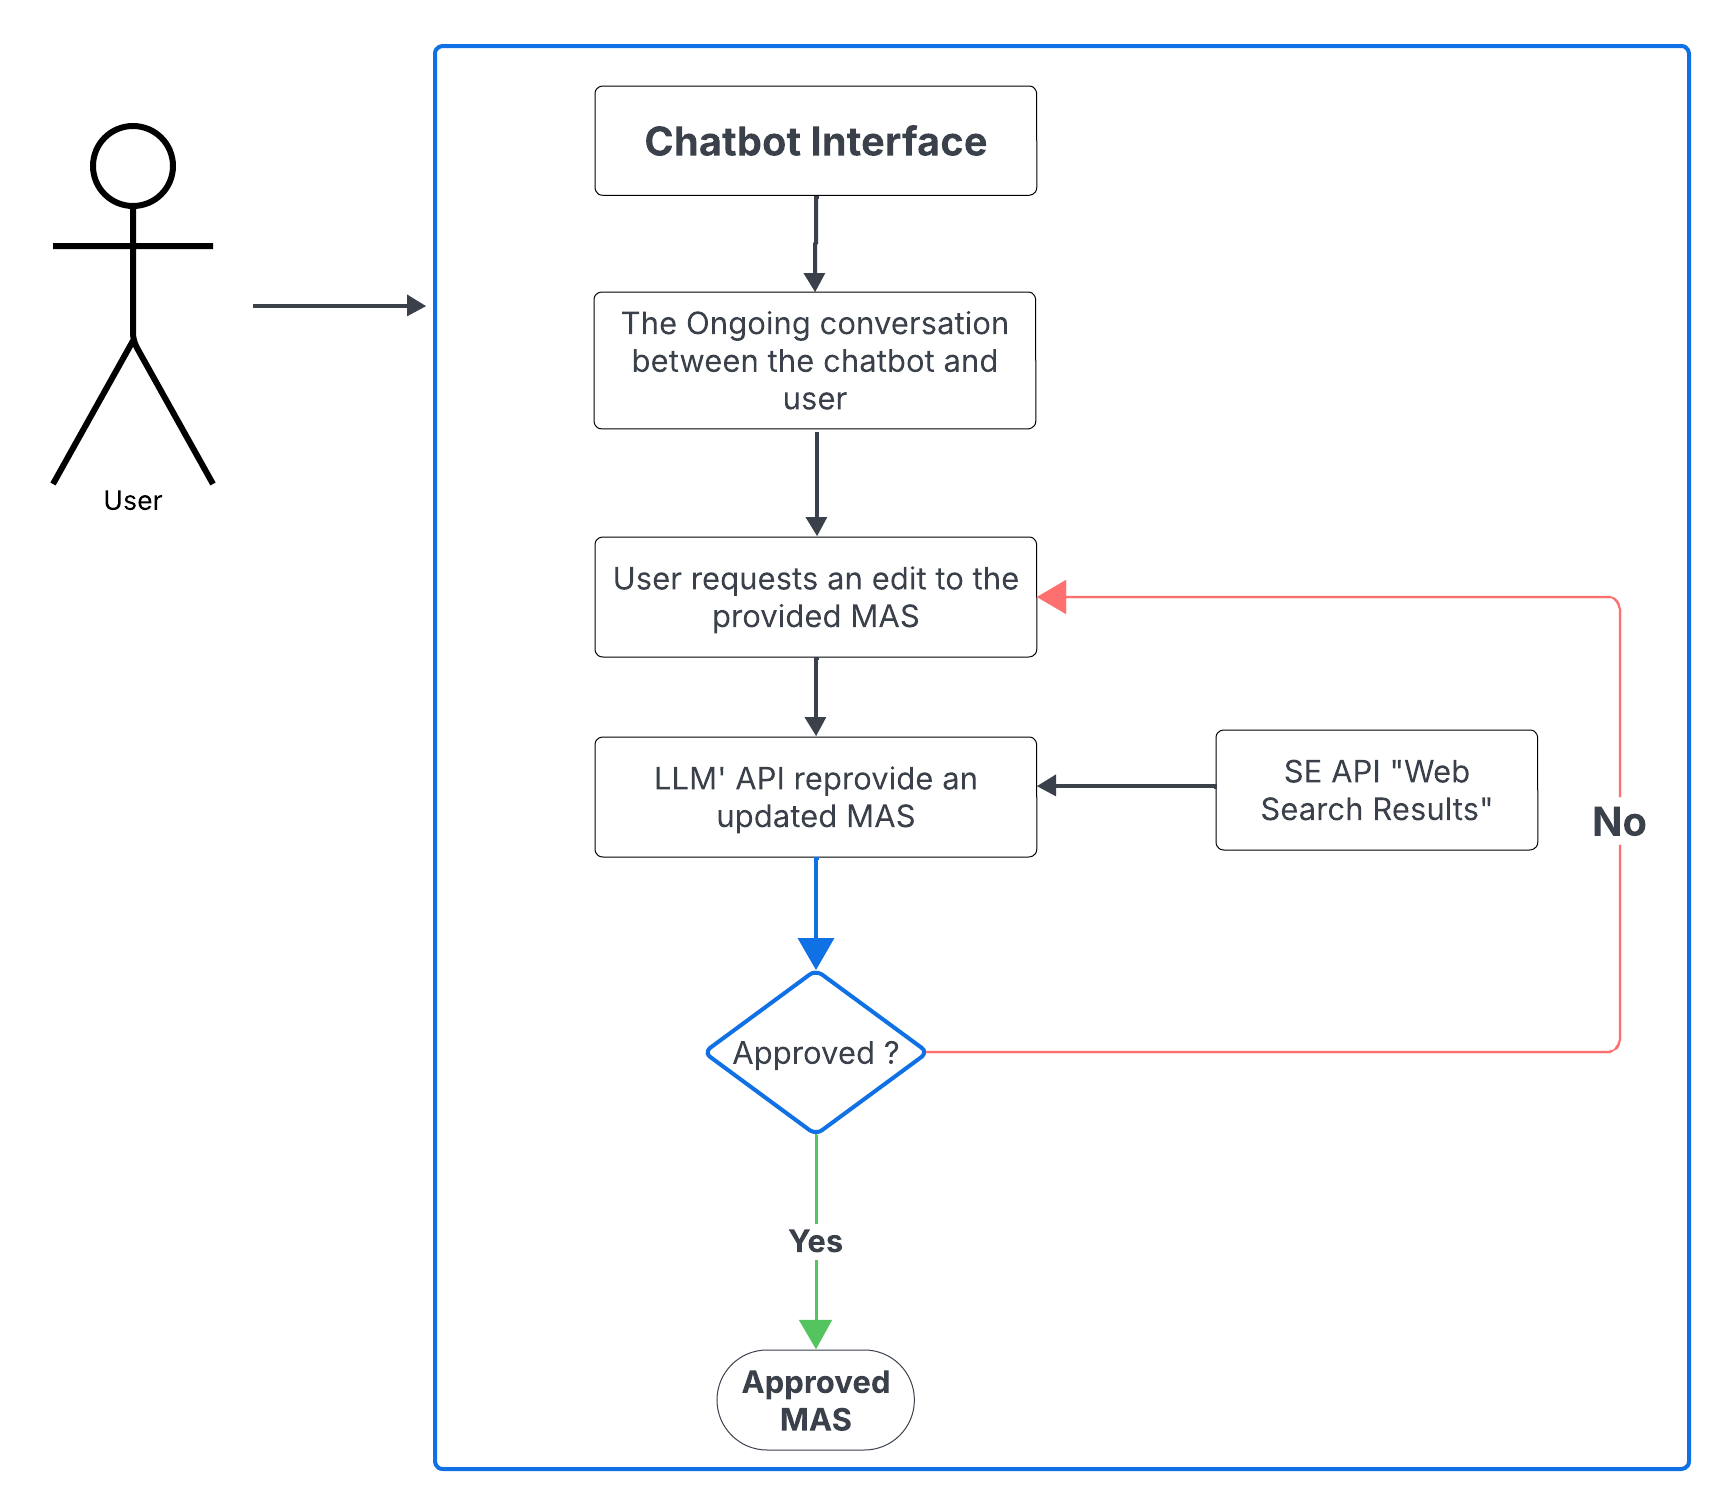 Chatbot Interface
The Ongoing conversation
between the chatbot and
user
User
User requests an edit to the
provided MAS
LLM' API reprovide an
updated MAS
SE API "Web
Search Results"
No
Approved ?
Yes
Approved
MAS